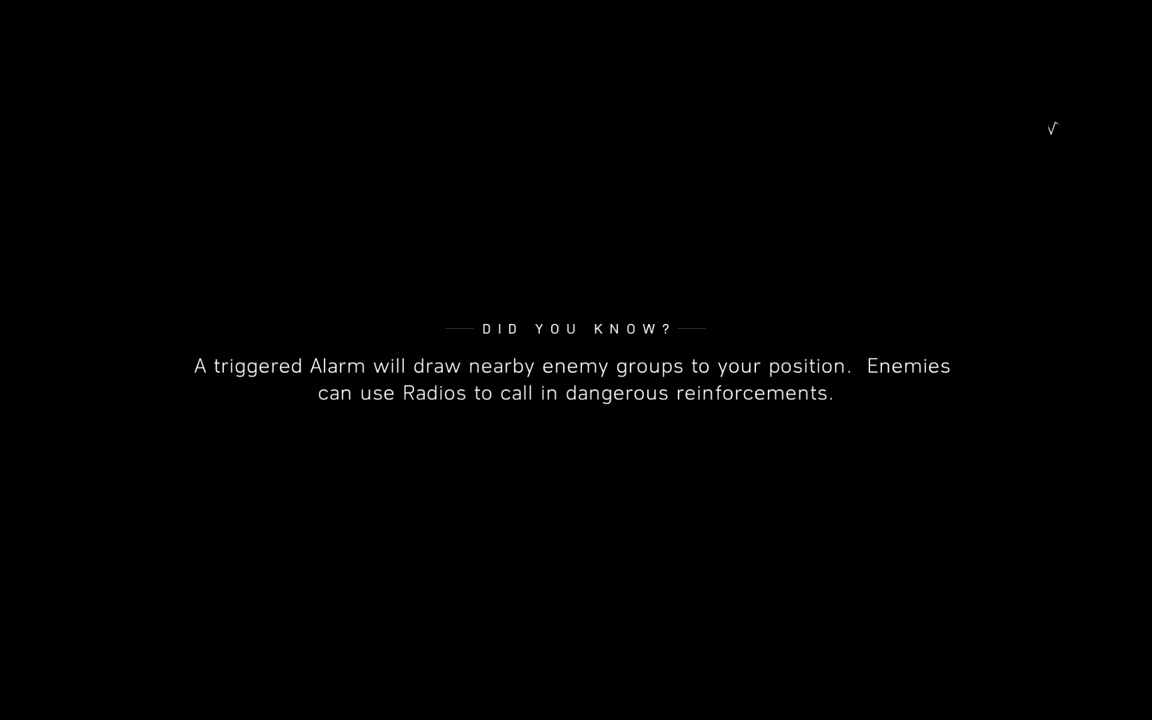 DID YOU KNOW?
A triggered Alarm will draw nearby enemy groups to your position.  Enemies
can use Radios to call in dangerous reinforcements.